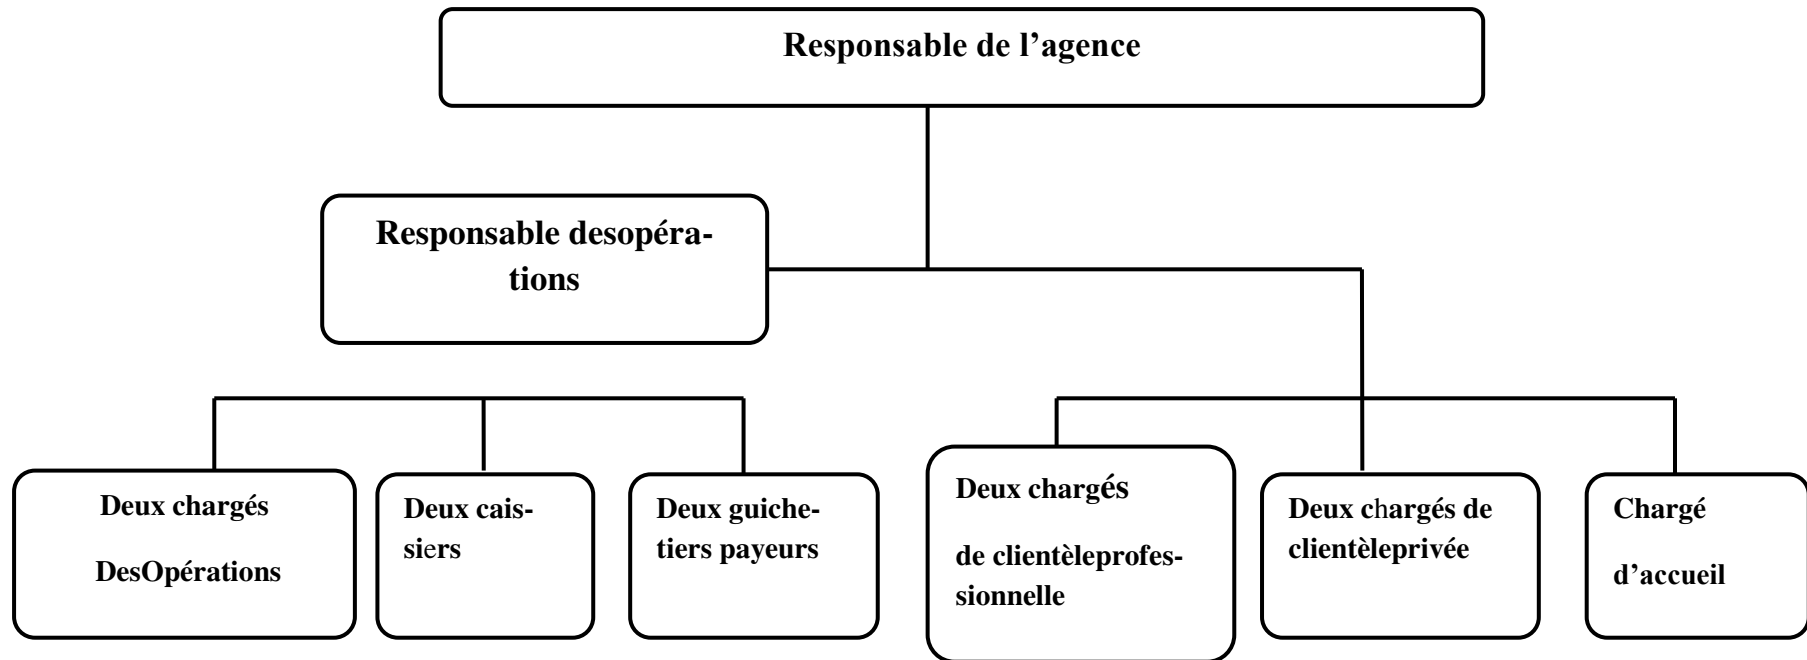 Responsable de l’agence
Responsable desopéra-
tions
Deux chargés
DesOpérations
Deux cais-
siers
Deux guiche-
tiers payeurs
Deux chargés
de clientèleprofes-
sionnelle
Deux chargés de
clientèleprivée
Chargé
d’accueil